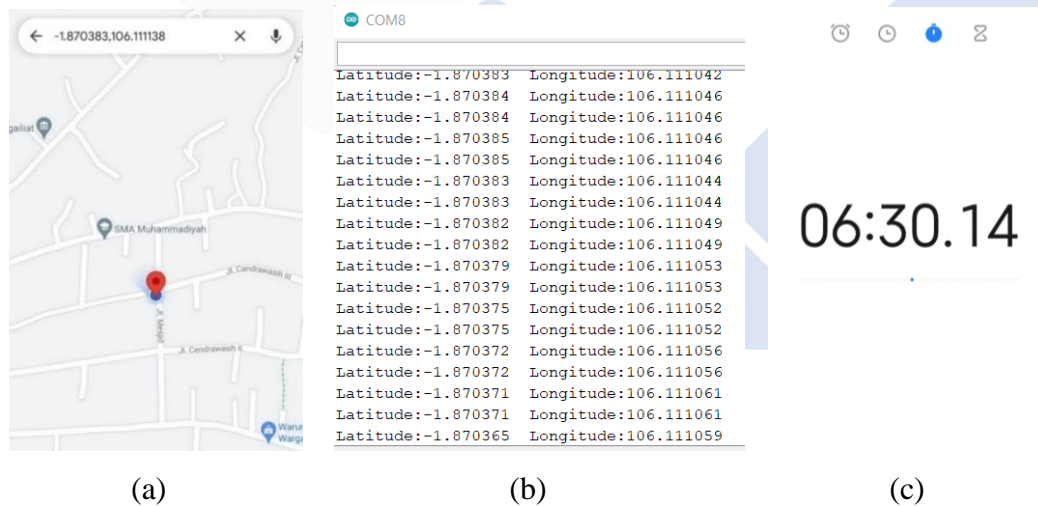 -1.870383,106.111138
gailiat
SMA Muhammadiyah
Jl. Cendrawasih III
Jl. Mesjid
Jl. Cendrawasih II
Warun
Warga
(a)
COM8
Latitude:-1.870383 Longitude:106.111042
Latitude:-1.870384 Longitude:106.111046
Latitude:-1.870384 Longitude:106.111046
Latitude:-1.870385 Longitude:106.111046
Latitude:-1.870385 Longitude:106.111046
Latitude:-1.870383 Longitude:106.111044
Latitude:-1.870383 Longitude:106.111044
Latitude:-1.870382 Longitude:106.111049
Latitude:-1.870382 Longitude:106.111049
Latitude:-1.870379 Longitude:106.111053
Latitude:-1.870379 Longitude:106.111053
Latitude:-1.870375 Longitude:106.111052
Latitude:-1.870375 Longitude:106.111052
Latitude:-1.870372 Longitude:106.111056
Latitude:-1.870372 Longitude:106.111056
Latitude:-1.870371 Longitude:106.111061
Latitude:-1.870371 Longitude:106.111061
Latitude:-1.870365 Longitude:106.111059
(b)
06:30.14
(c)